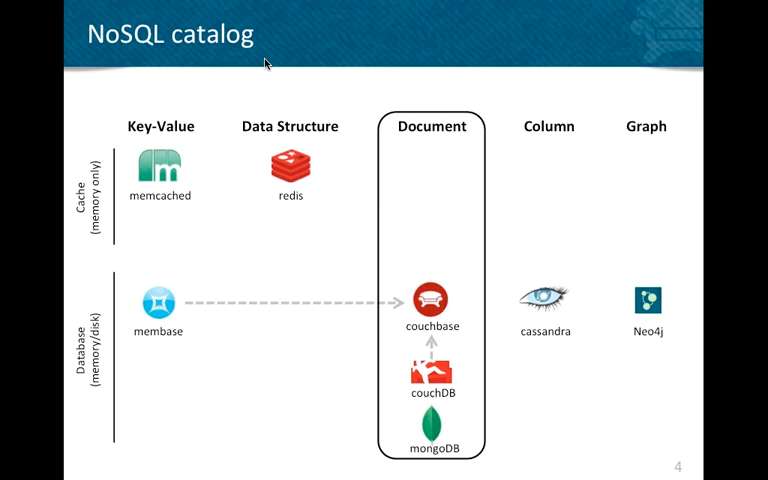 NoSQL catalog
Key-Value
Data Structure
Document
Column
Graph
Cache
(memory only)
m
memcached
redis
Database
(memory/disk)
membase
couchbase
cassandra
Neo4j
couchDB
mongoDB
4